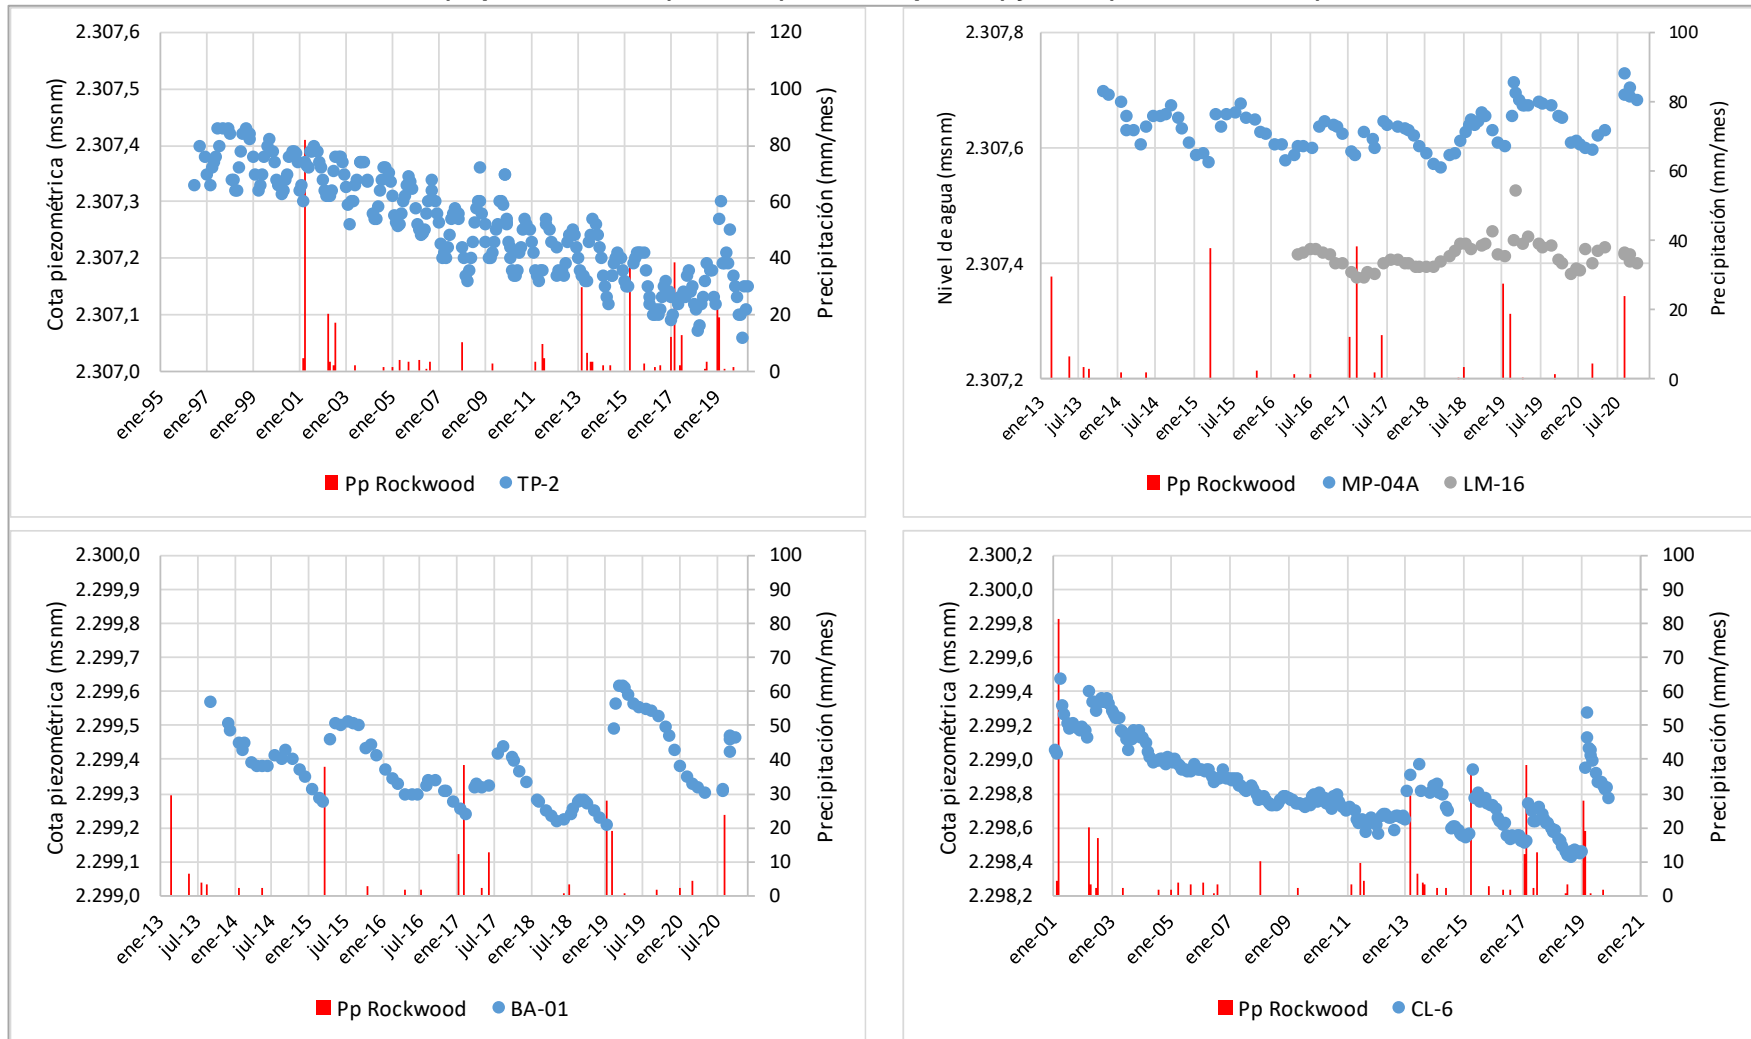 2.307,6
2.307,5
2.307,4
2.307,3
2.307,2
2.307,1
2.307,0
Cota piezométrica (msnm)
120
100
80
60
40
20
0
Precipitación (mm/mes)
ene-95
ene-97
ene-99
ene-01
ene-03
ene-05
ene-07
ene-09
ene-11
ene-13
ene-15
ene-17
ene-19
Pp Rockwood
TP-2
2.307,8
2.307,6
2.307,4
2.307,2
Nivel de agua (msnm)
100
90
80
70
60
50
40
30
20
10
0
Precipitación (mm/mes)
ene-13
jul-13
ene-14
jul-14
ene-15
jul-15
ene-16
jul-16
ene-17
jul-17
ene-18
jul-18
ene-19
jul-19
ene-20
jul-20
Pp Rockwood
MP-04A
LM-16
2.300,0
2.299,9
2.299,8
2.299,7
2.299,6
2.299,5
2.299,4
2.299,3
2.299,2
2.299,1
2.299,0
Cota piezométrica (msnm)
100
90
80
70
60
50
40
30
20
10
0
Precipitación (mm/mes)
ene-13
jul-13
ene-14
jul-14
ene-15
jul-15
ene-16
jul-16
ene-17
jul-17
ene-18
jul-18
ene-19
jul-19
ene-20
jul-20
Pp Rockwood
BA-01
2.300,2
2.300,0
2.299,8
2.299,6
2.299,4
2.299,2
2.299,0
2.298,8
2.298,6
2.298,4
2.298,2
Cota piezométrica (msnm)
100
90
80
70
60
50
40
30
20
10
0
Precipitación (mm/mes)
ene-01
ene-03
ene-05
ene-07
ene-09
ene-11
ene-13
ene-15
ene-17
ene-19
ene-21
Pp Rockwood
CL-6